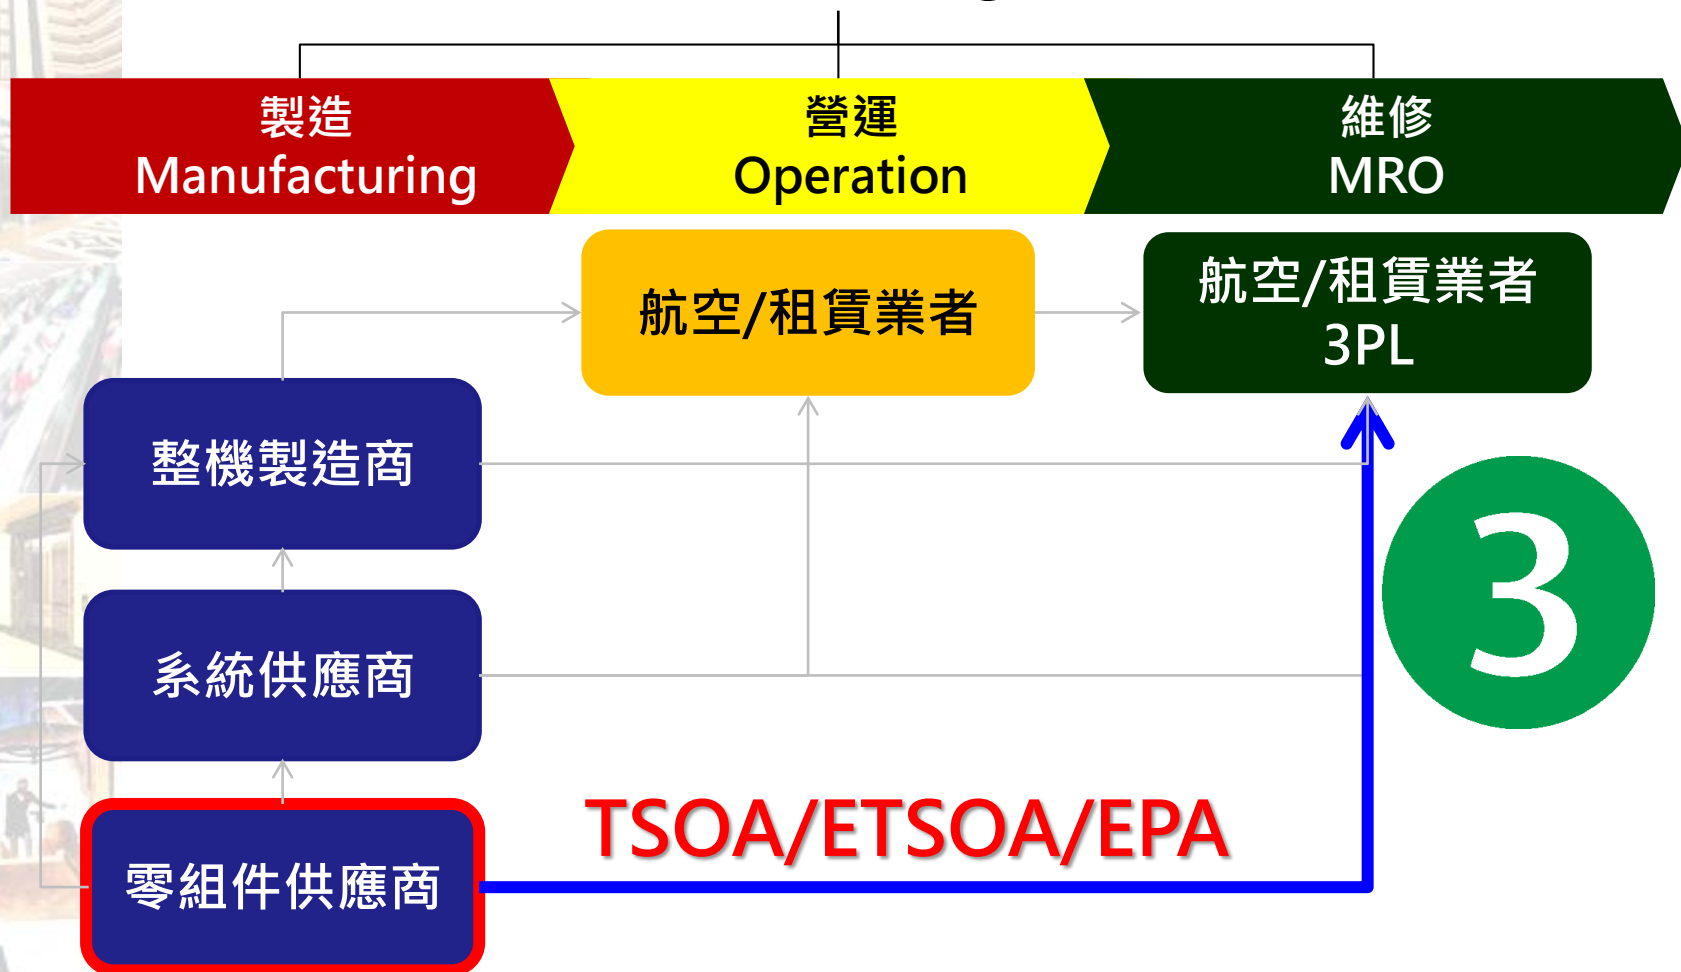 製造
Manufacturing
營運
Operation
維修
MRO
航空/租賃業者
航空/租賃業者
3PL
整機製造商
系統供應商
零組件供應商
TSOA/ETSOA/EPA
3